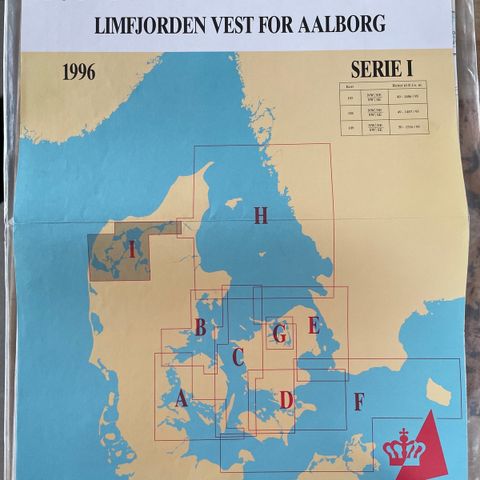 LIMFJORDEN VEST FOR AALBORG
1996
SERIE I
H
I
B
G
E
C
A
D
F